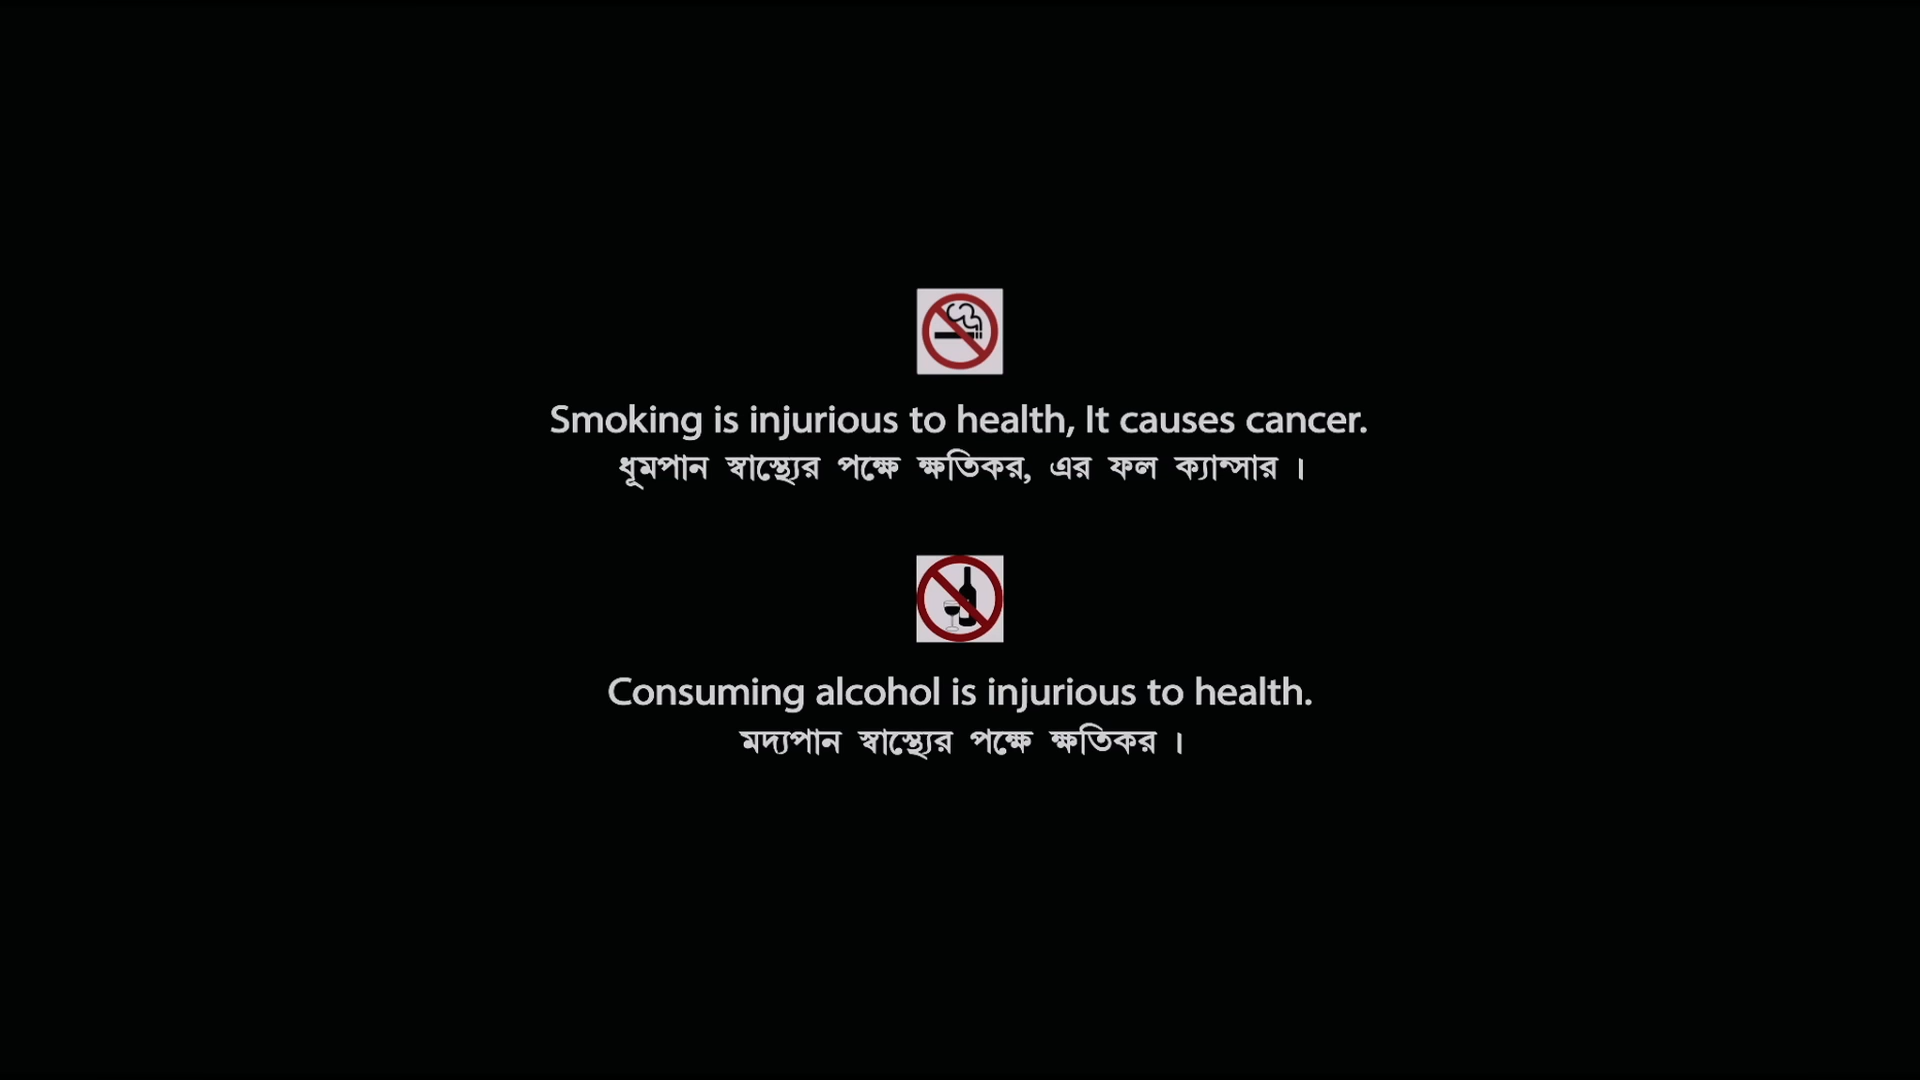 Smoking is injurious to health, It causes cancer.
ধূমপান স্বাস্থ্যের পক্ষে ক্ষতিকর, এর ফল ক্যান্সার ।
Consuming alcohol is injurious to health.
মদ্যপান স্বাস্থ্যের পক্ষে ক্ষতিকর ।